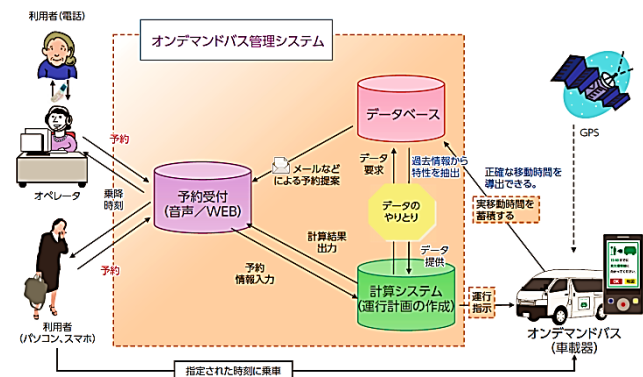 利用者(電話)
オンデマンドバス管理システム
データベース
GPS
予約
オペレータ
乗降
時刻
メールなど
による予約提案
データ
要求
過去情報から
特性を抽出
正確な移動時間を
導出できる。
実移動時間を
蓄積する
予約受付
(音声/WEB)
データの
やりとり
予約
計算結果
出力
データ
提供
予約
情報入力
計算システム
(運行計画の作成)
運行
指示
オンデマンドバス
(車載器)
利用者
(パソコン、スマホ)
指定された時刻に乗車